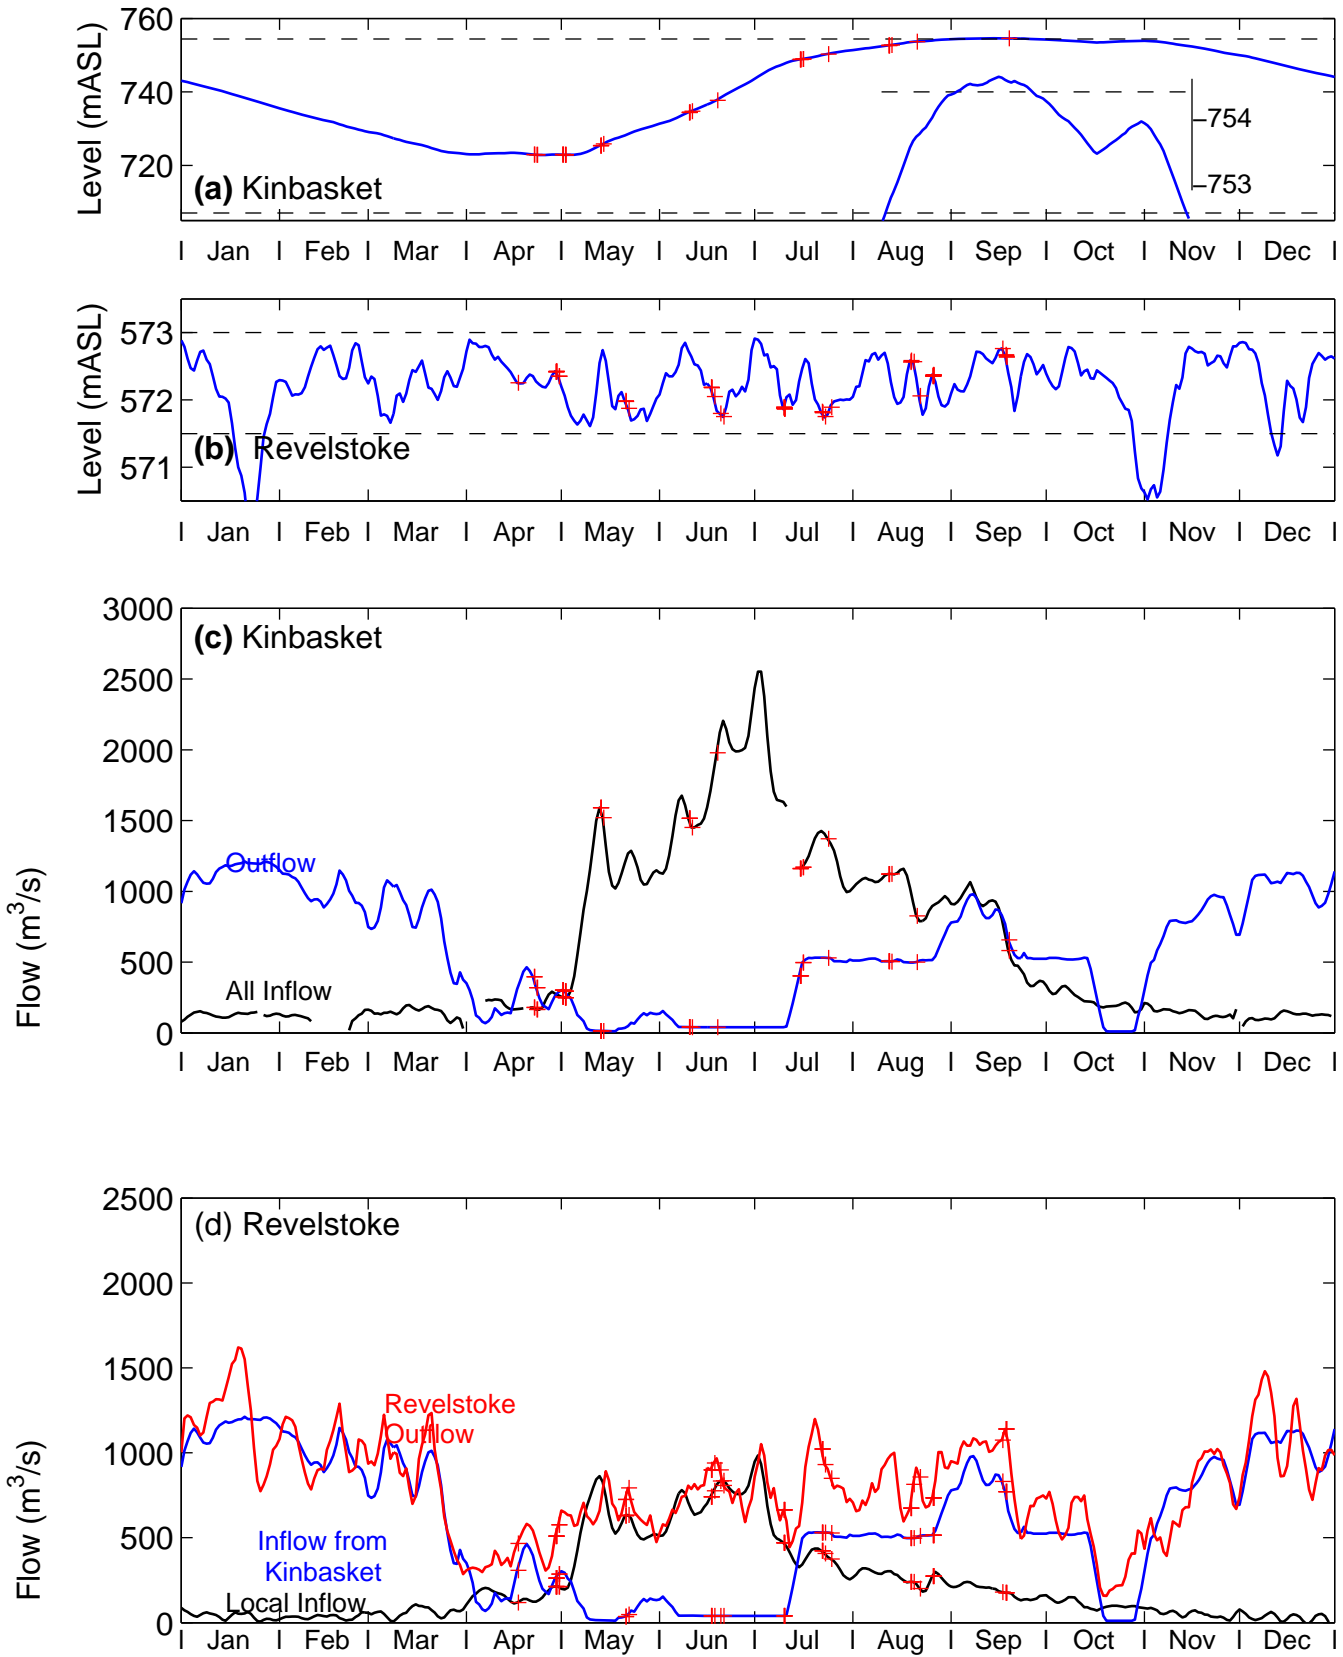 760
740
720
Level (mASL)
(a) Kinbasket
–754
–753
I Jan I Feb I Mar I Apr I May I Jun I Jul I Aug I Sep I Oct I Nov I Dec I
573
572
571
Level (mASL)
(b) Revelstoke
I Jan I Feb I Mar I Apr I May I Jun I Jul I Aug I Sep I Oct I Nov I Dec I
3000
2500
2000
1500
1000
500
0
Flow (m³/s)
(c) Kinbasket
Outflow
All Inflow
I Jan I Feb I Mar I Apr I May I Jun I Jul I Aug I Sep I Oct I Nov I Dec I
2500
2000
1500
1000
500
0
Flow (m³/s)
(d) Revelstoke
Revelstoke
Outflow
Inflow from
Kinbasket
Local Inflow
I Jan I Feb I Mar I Apr I May I Jun I Jul I Aug I Sep I Oct I Nov I Dec I